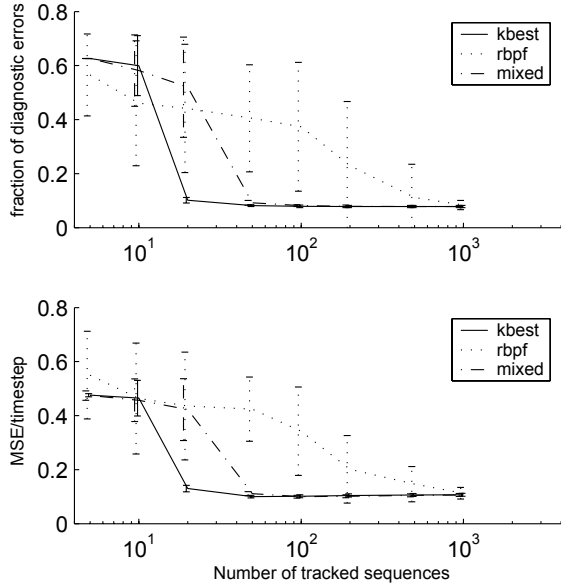 0.8
0.6
0.4
0.2
0
fraction of diagnostic errors
10^1
10^2
10^3
kbest
rbpf
mixed
0.8
0.6
0.4
0.2
0
MSE/timestep
10^1
10^2
10^3
kbest
rbpf
mixed
Number of tracked sequences